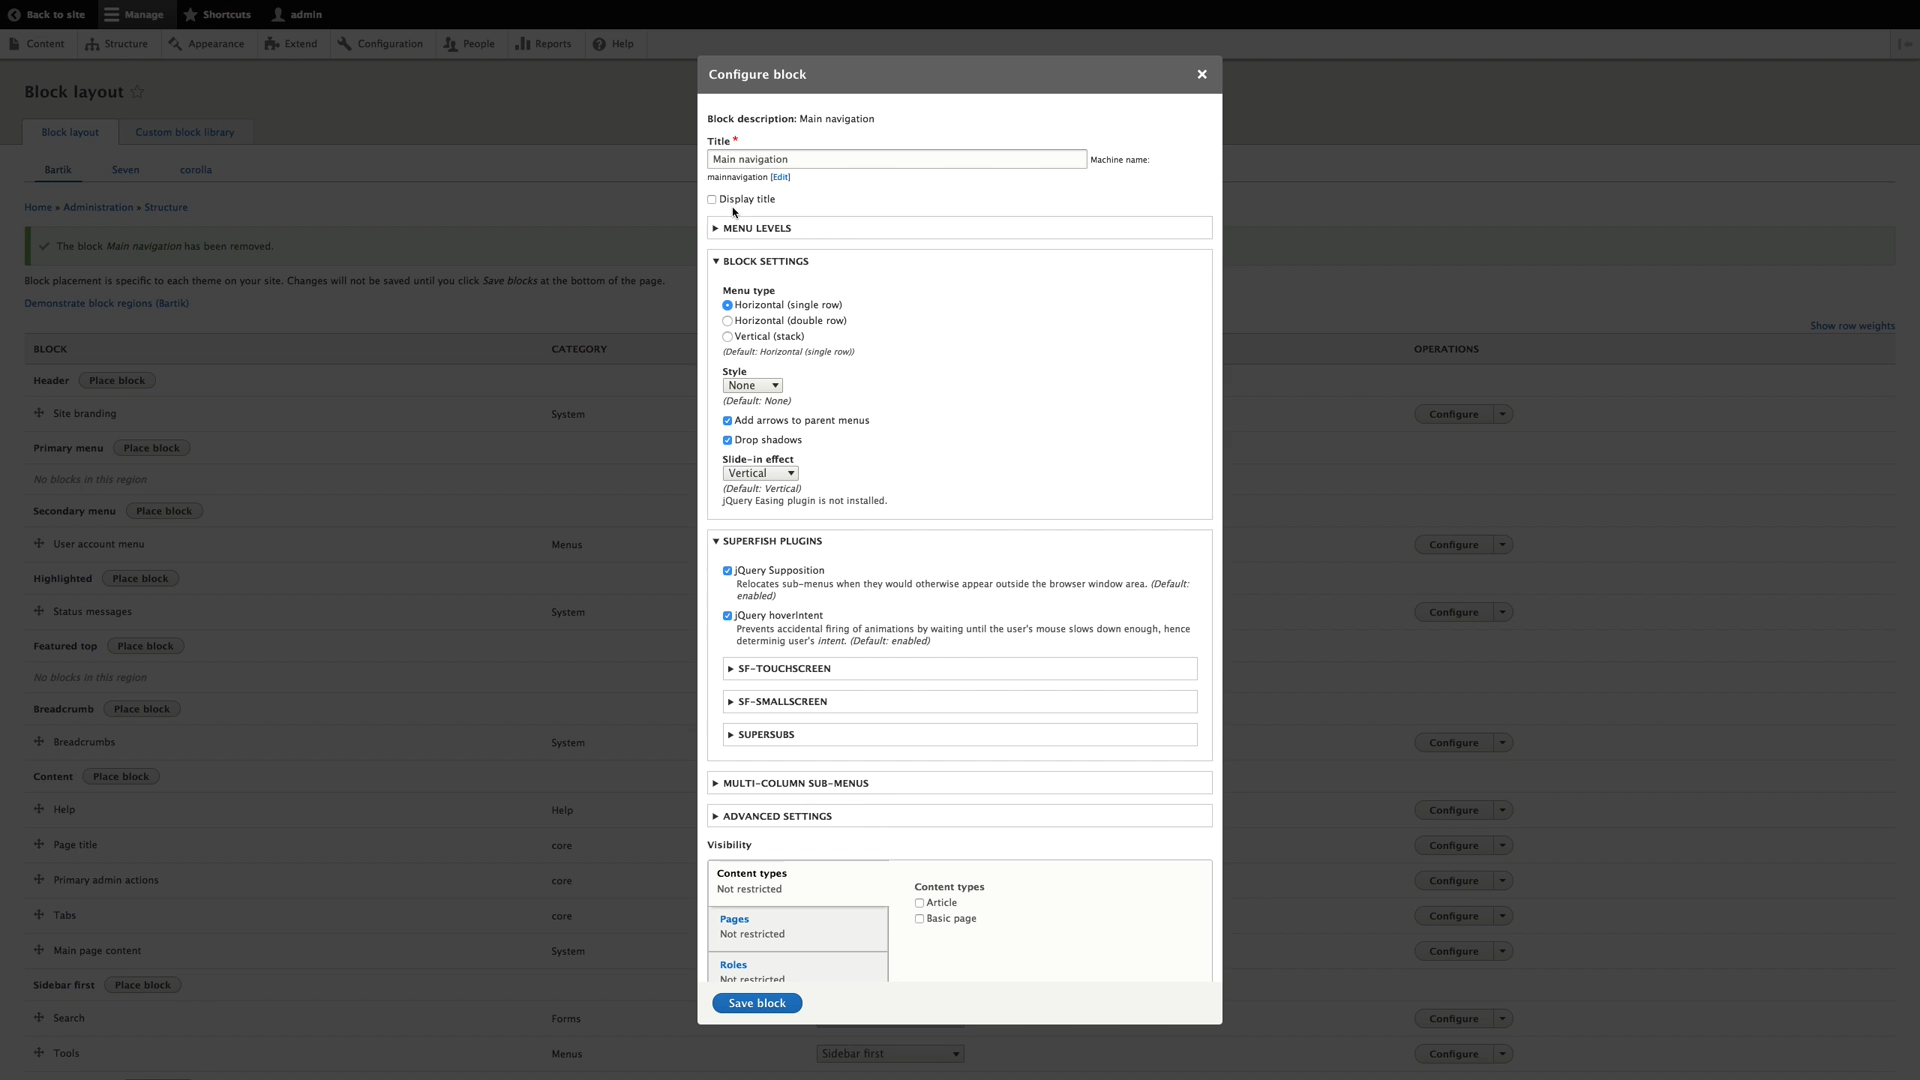 Back to site Manage Shortcuts admin
Content Structure Appearance Extend Configuration People Reports Help
Block layout
Block layout Custom block library
Bartik Seven corolla
Home » Administration » Structure
The block Main navigation has been removed.
Block placement is specific to each theme on your site. Changes will not be saved until you click Save blocks at the bottom of the page.
Demonstrate block regions (Bartik)
Show row weights
BLOCK CATEGORY OPERATIONS
Header Place block
Site branding System Configure
Primary menu Place block
No blocks in this region
Secondary menu Place block
User account menu Menus Configure
Highlighted Place block
Status messages System Configure
Featured top Place block
No blocks in this region
Breadcrumb Place block
Breadcrumbs System Configure
Content Place block
Help Help Configure
Page title core Configure
Primary admin actions core Configure
Tabs core Configure
Main page content System Configure
Sidebar first Place block
Search Forms Configure
Tools Menus Sidebar first Configure
Configure block
Block description: Main navigation
Title *
Main navigation Machine name:
mainnavigation [Edit]
Display title
MENU LEVELS
BLOCK SETTINGS
Menu type
Horizontal (single row)
Horizontal (double row)
Vertical (stack)
(Default: Horizontal (single row))
Style
None
(Default: None)
Add arrows to parent menus
Drop shadows
Slide-in effect
Vertical
(Default: Vertical)
jQuery Easing plugin is not installed.
SUPERFISH PLUGINS
jQuery Supposition
Relocates sub-menus when they would otherwise appear outside the browser window area. (Default:
enabled)
jQuery hoverIntent
Prevents accidental firing of animations by waiting until the user's mouse slows down enough, hence
determinig user's intent. (Default: enabled)
SF-TOUCHSCREEN
SF-SMALLSCREEN
SUPERSUBS
MULTI-COLUMN SUB-MENUS
ADVANCED SETTINGS
Visibility
Content types
Not restricted
Pages
Not restricted
Roles
Not restricted
Content types
Article
Basic page
Save block